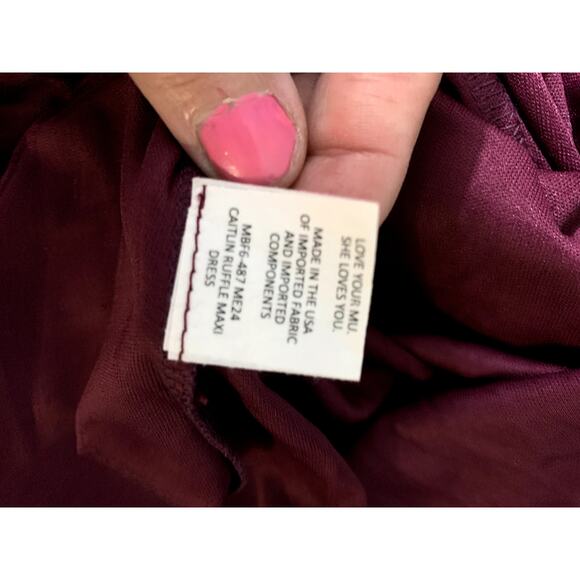 LOVE YOUR MU.
SHE LOVES YOU.
MADE IN THE USA
OF IMPORTED FABRIC
AND IMPORTED
COMPONENTS
MBF6-487 ME24
CAITLIN RUFFLE MAXI
DRESS